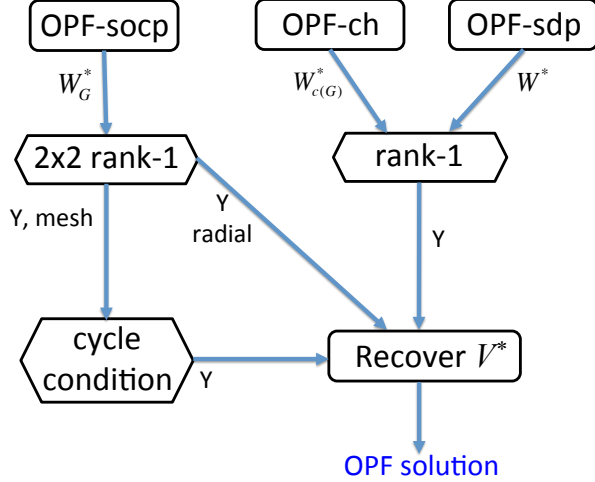 OPF-socp
OPF-ch
OPF-sdp
W*_G
W*_c(G)
W*
2x2 rank-1
rank-1
Y, mesh
Y
radial
Y
cycle
condition
Y
Recover V*
OPF solution